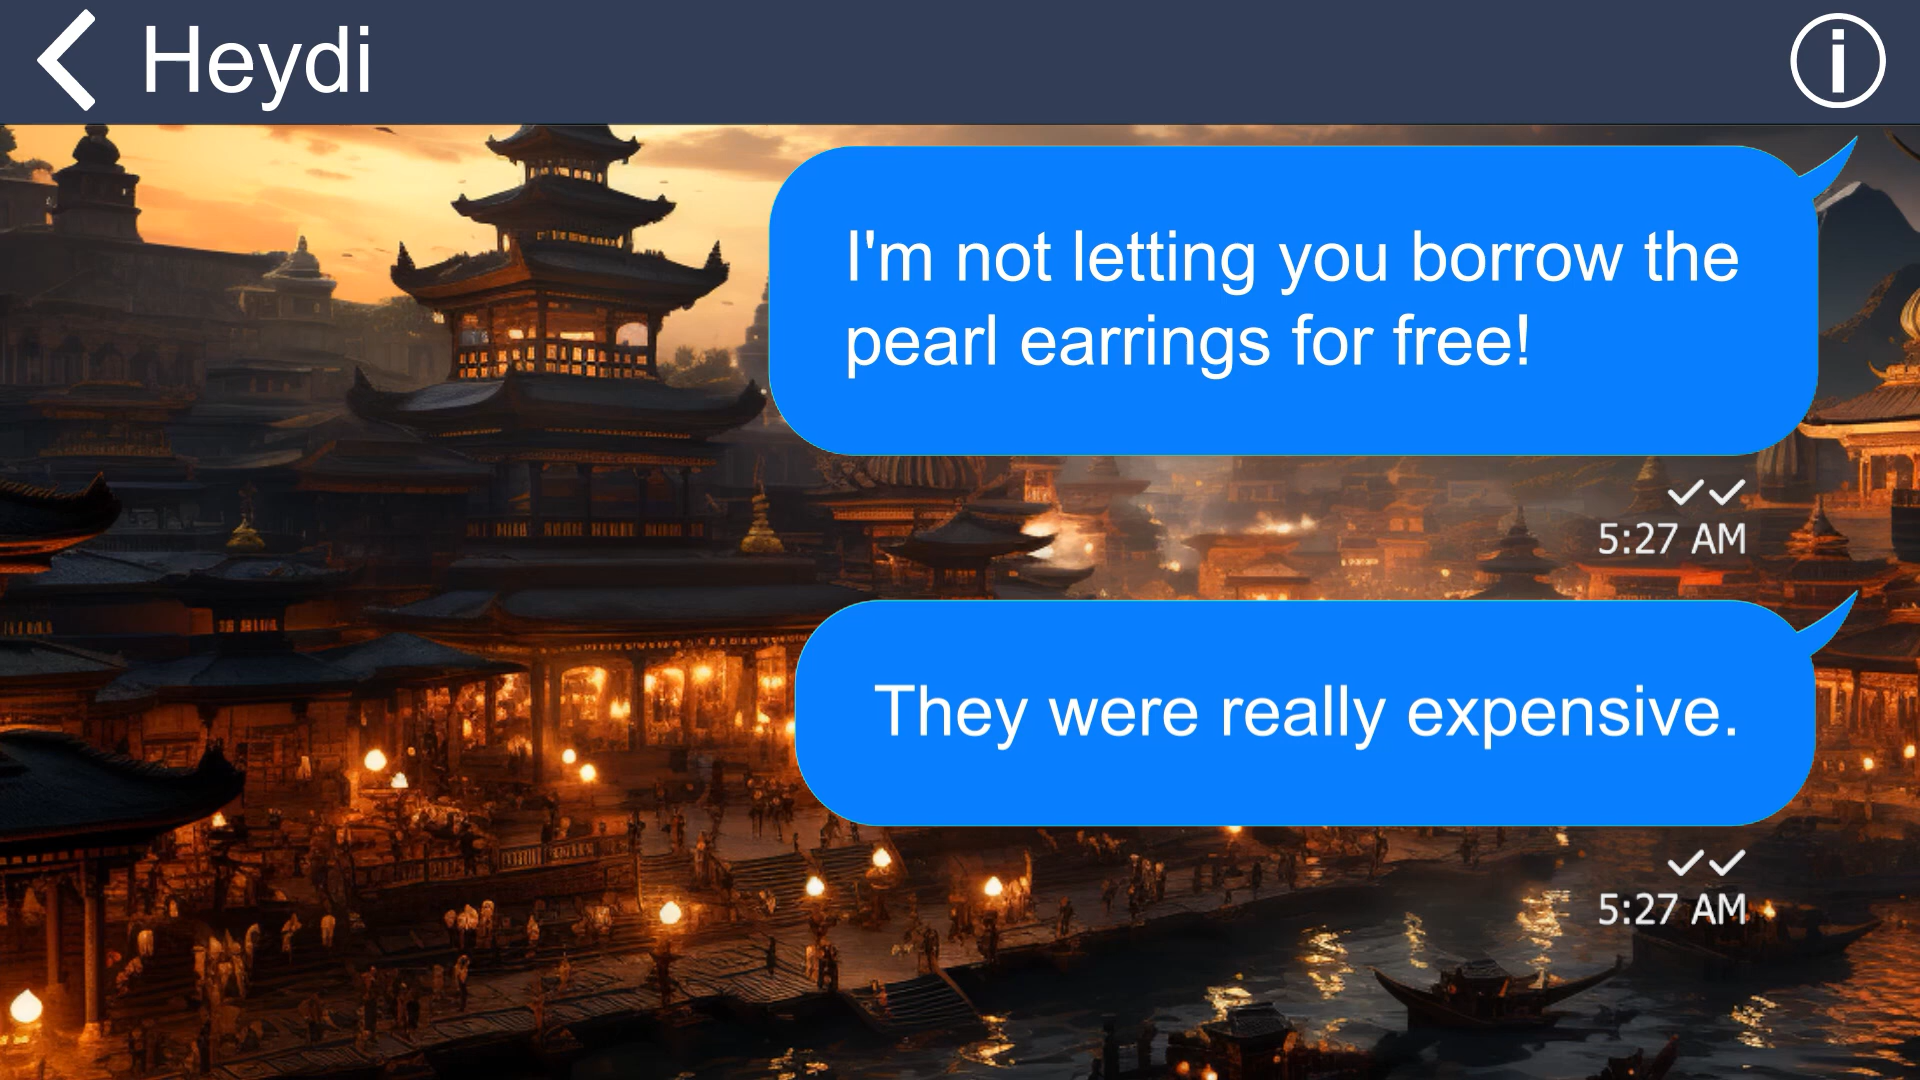 Heydi
I'm not letting you borrow the
pearl earrings for free!
5:27 AM
They were really expensive.
5:27 AM